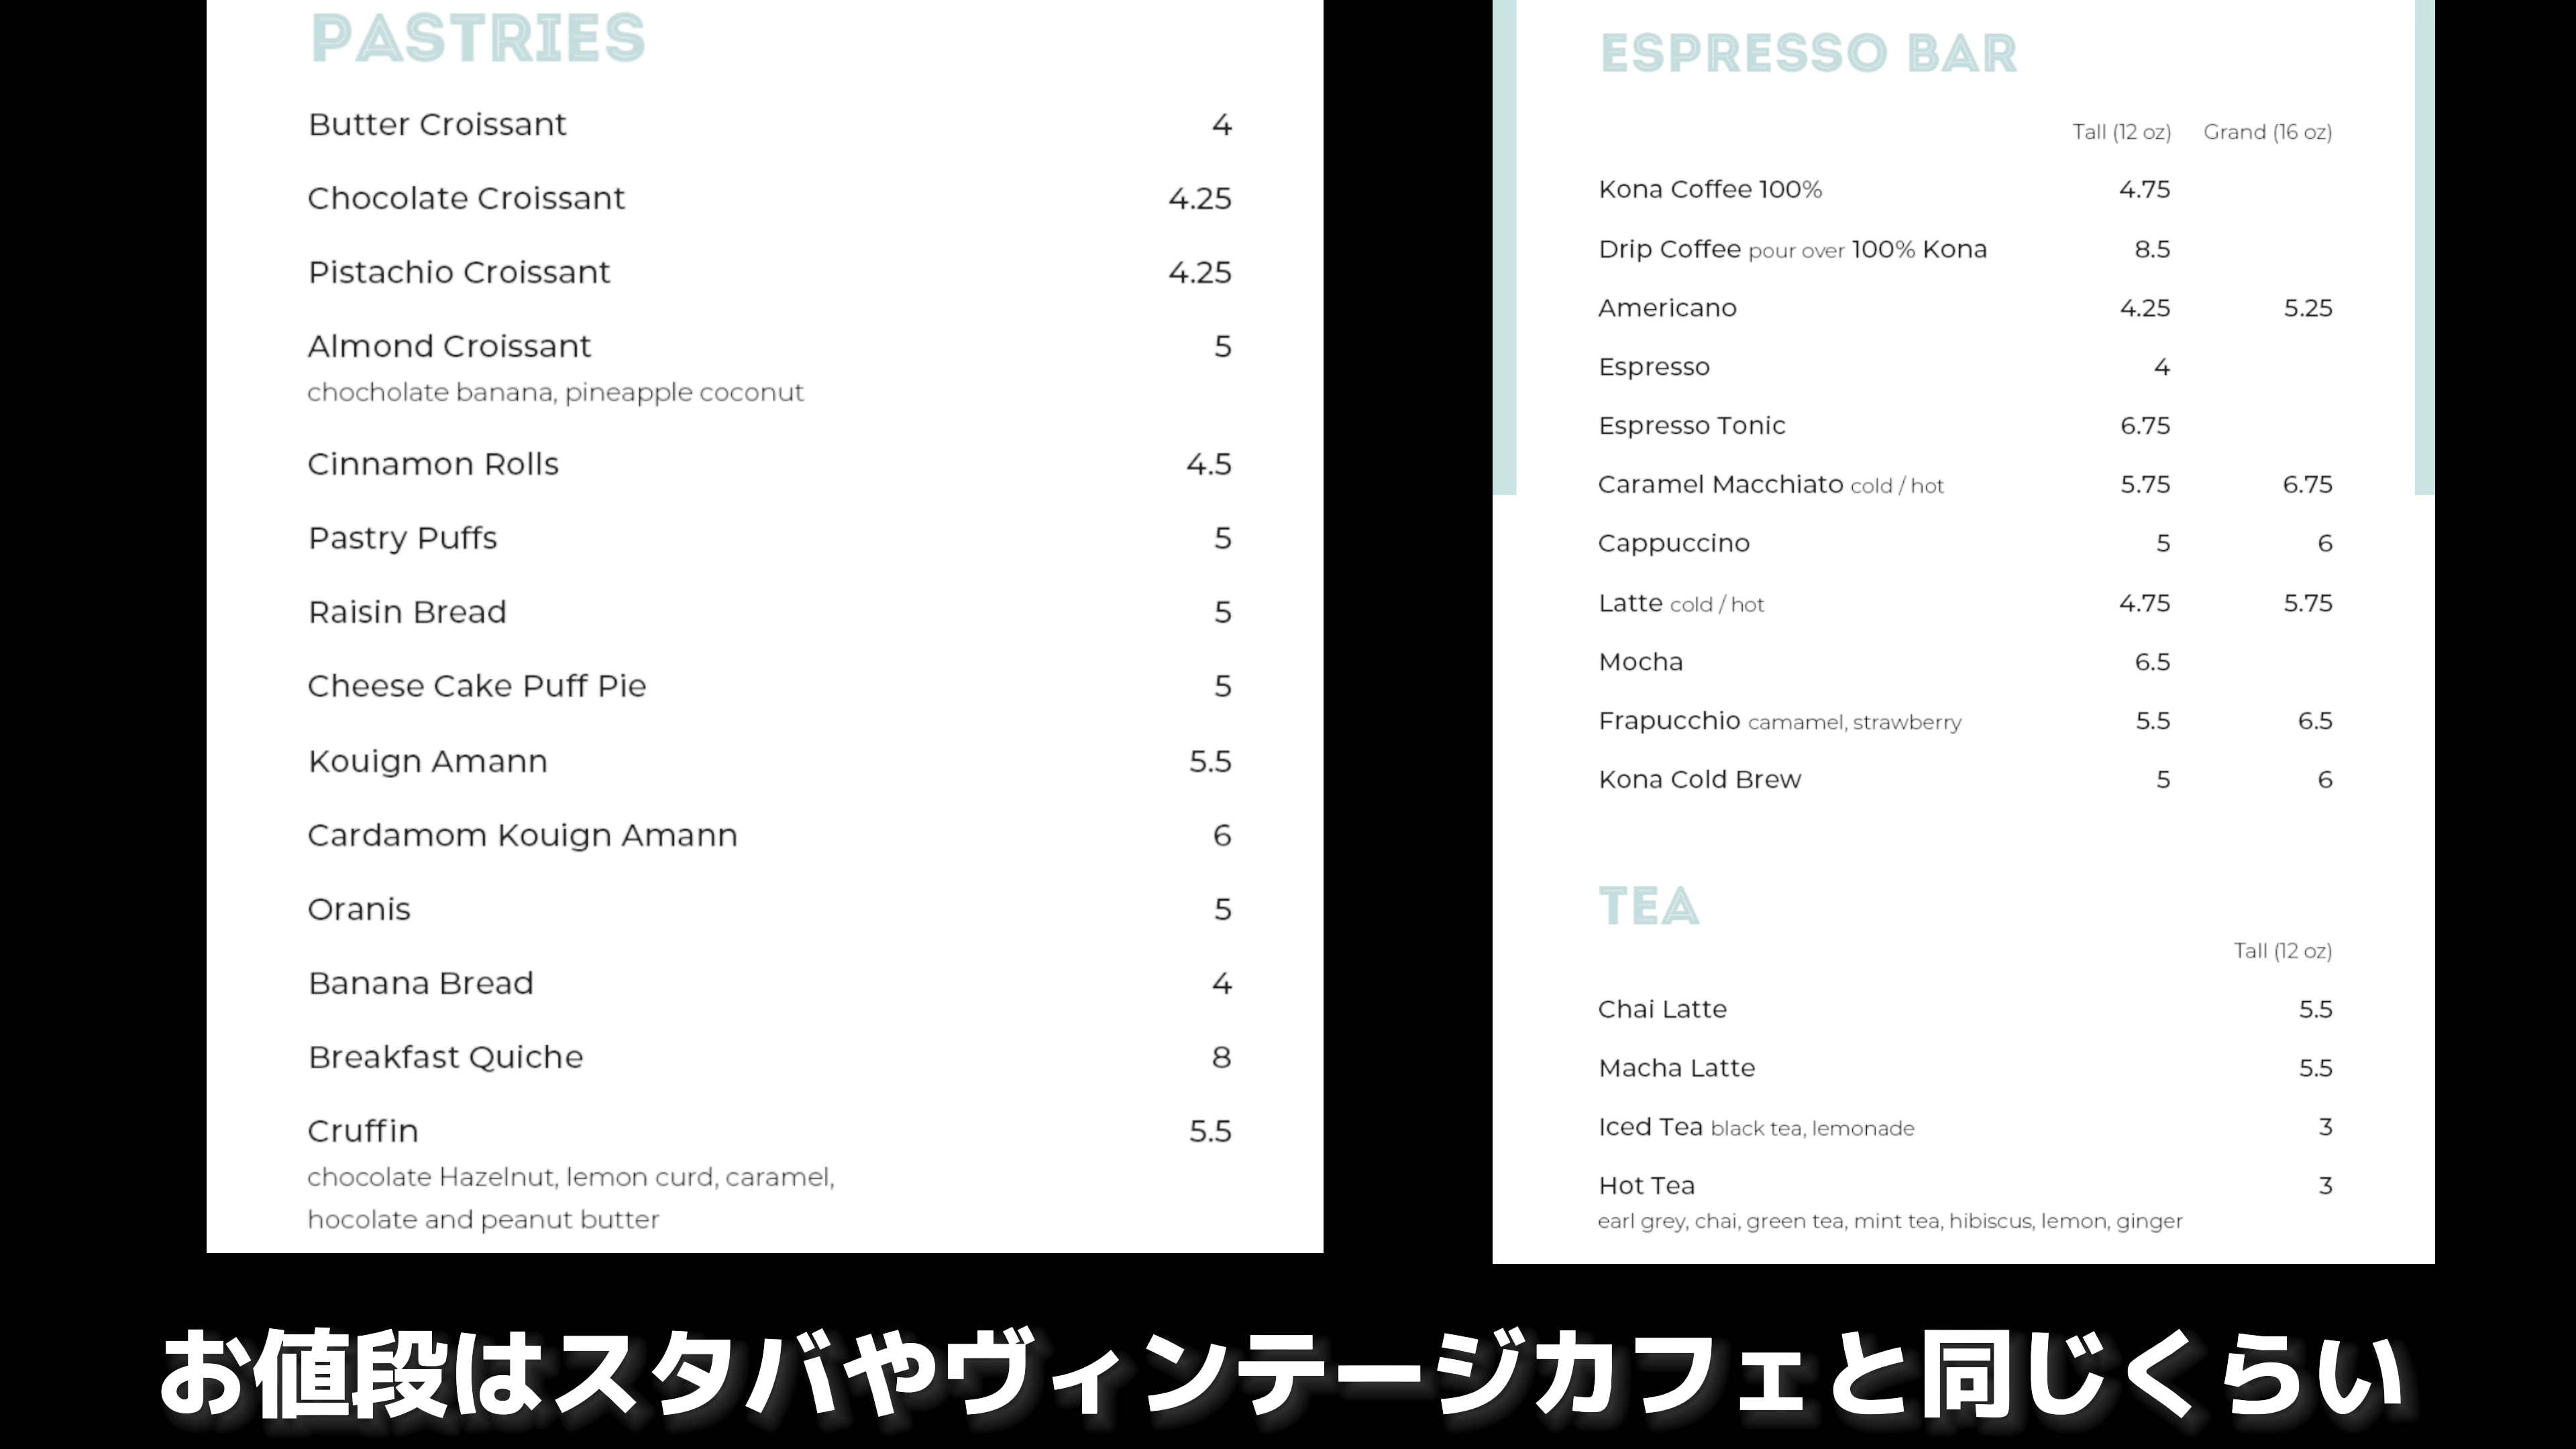 PASTRIES
Butter Croissant 4
Chocolate Croissant 4.25
Pistachio Croissant 4.25
Almond Croissant 5
chocholate banana, pineapple coconut
Cinnamon Rolls 4.5
Pastry Puffs 5
Raisin Bread 5
Cheese Cake Puff Pie 5
Kouign Amann 5.5
Cardamom Kouign Amann 6
Oranis 5
Banana Bread 4
Breakfast Quiche 8
Cruffin 5.5
chocolate Hazelnut, lemon curd, caramel,
hocolate and peanut butter
ESPRESSO BAR
Tall (12 oz) Grand (16 oz)
Kona Coffee 100% 4.75
Drip Coffee pour over 100% Kona 8.5
Americano 4.25 5.25
Espresso 4
Espresso Tonic 6.75
Caramel Macchiato cold / hot 5.75 6.75
Cappuccino 5 6
Latte cold / hot 4.75 5.75
Mocha 6.5
Frapucchio camamel, strawberry 5.5 6.5
Kona Cold Brew 5 6
TEA
Tall (12 oz)
Chai Latte 5.5
Macha Latte 5.5
Iced Tea black tea, lemonade 3
Hot Tea 3
earl grey, chai, green tea, mint tea, hibiscus, lemon, ginger
お値段はスタバやヴィンテージカフェと同じくらい